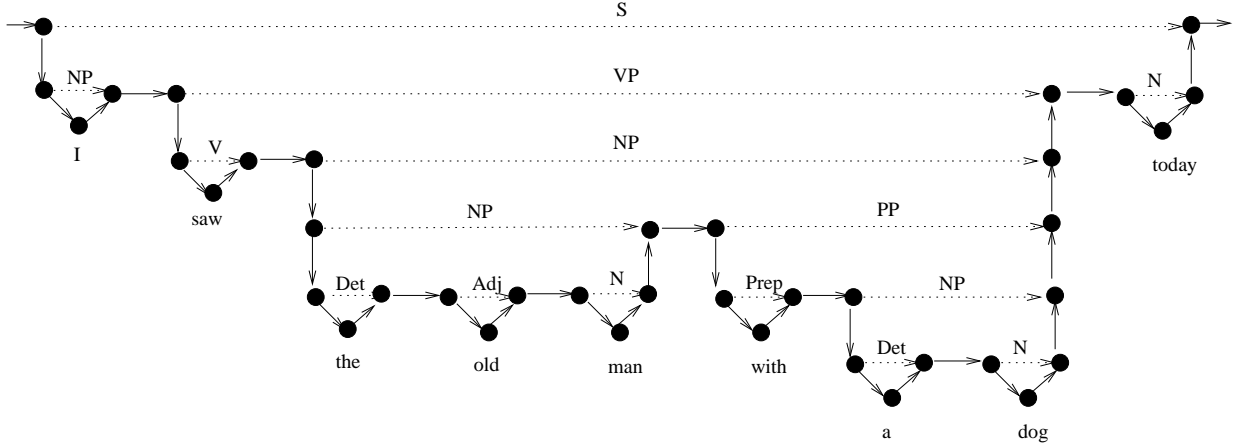 S
NP
VP
N
I
V
NP
today
saw
NP
PP
Det
Adj
N
Prep
NP
the
old
man
with
Det
N
a
dog